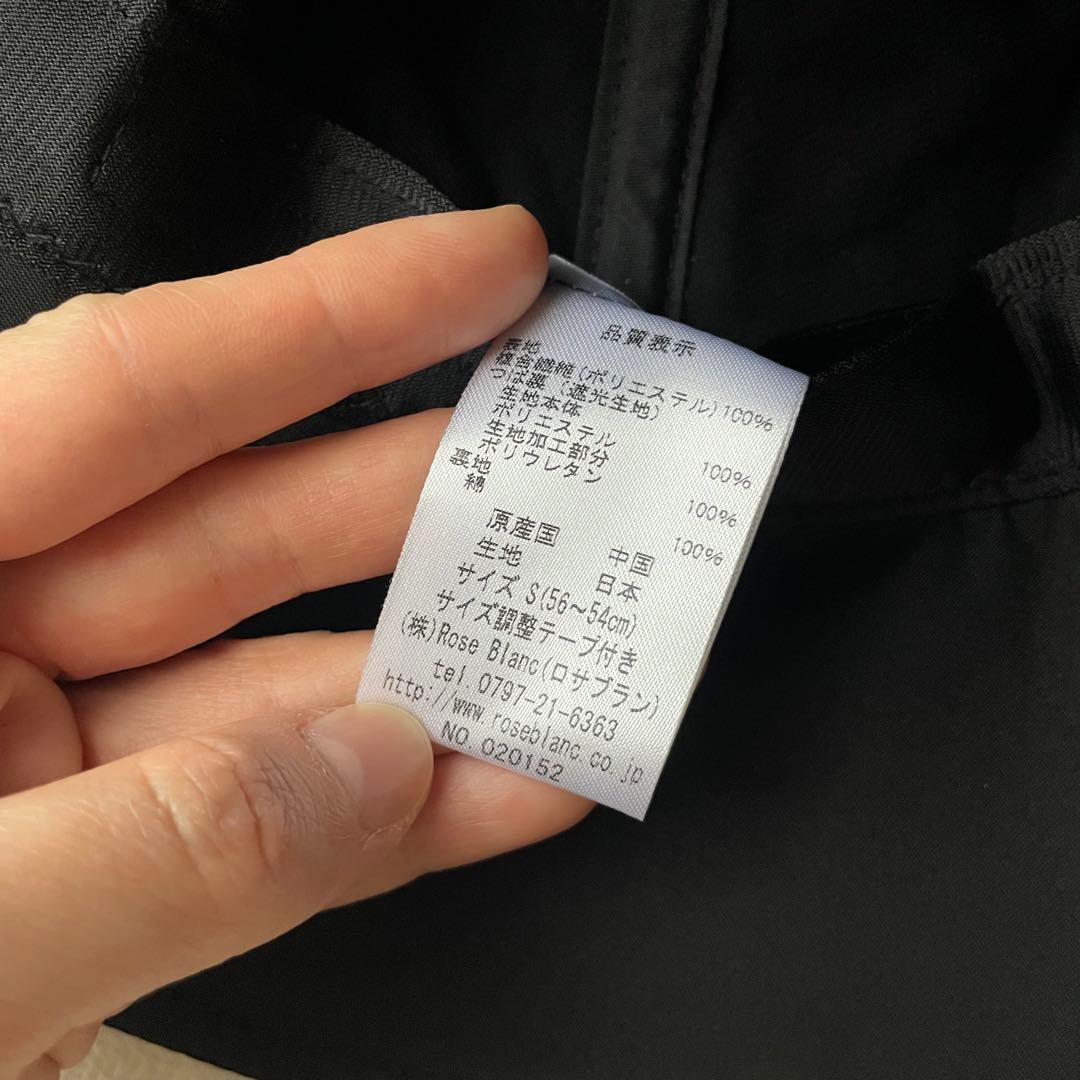 品質表示
表地
複合繊維(ポリエステル)100%
つば裏(遮光生地)
生地本体
ポリエステル 100%
生地加工部分
ポリウレタン 100%
裏地
綿 100%
原産国 中国
生地 日本
サイズ S(56～54cm)
サイズ調整テープ付き
(株)Rose Blanc(ロサブラン)
tel.0797-21-6363
http://www.roseblanc.co.jp
NO 020152